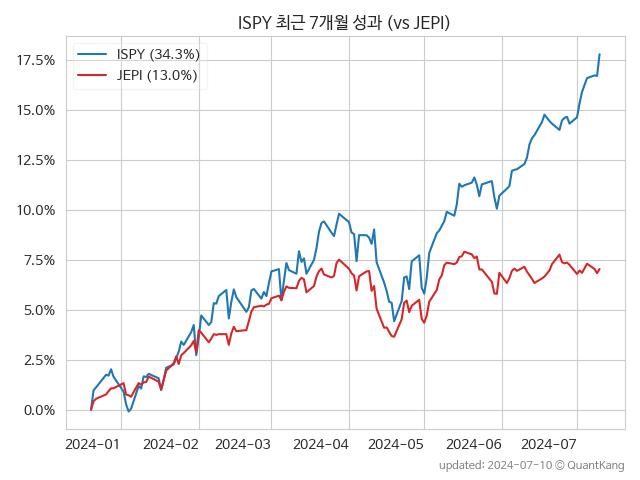 ISPY 최근 7개월 성과 (vs JEPI)
ISPY (34.3%)
JEPI (13.0%)
17.5%
15.0%
12.5%
10.0%
7.5%
5.0%
2.5%
0.0%
2024-01 2024-02 2024-03 2024-04 2024-05 2024-06 2024-07
updated: 2024-07-10 © QuantKang